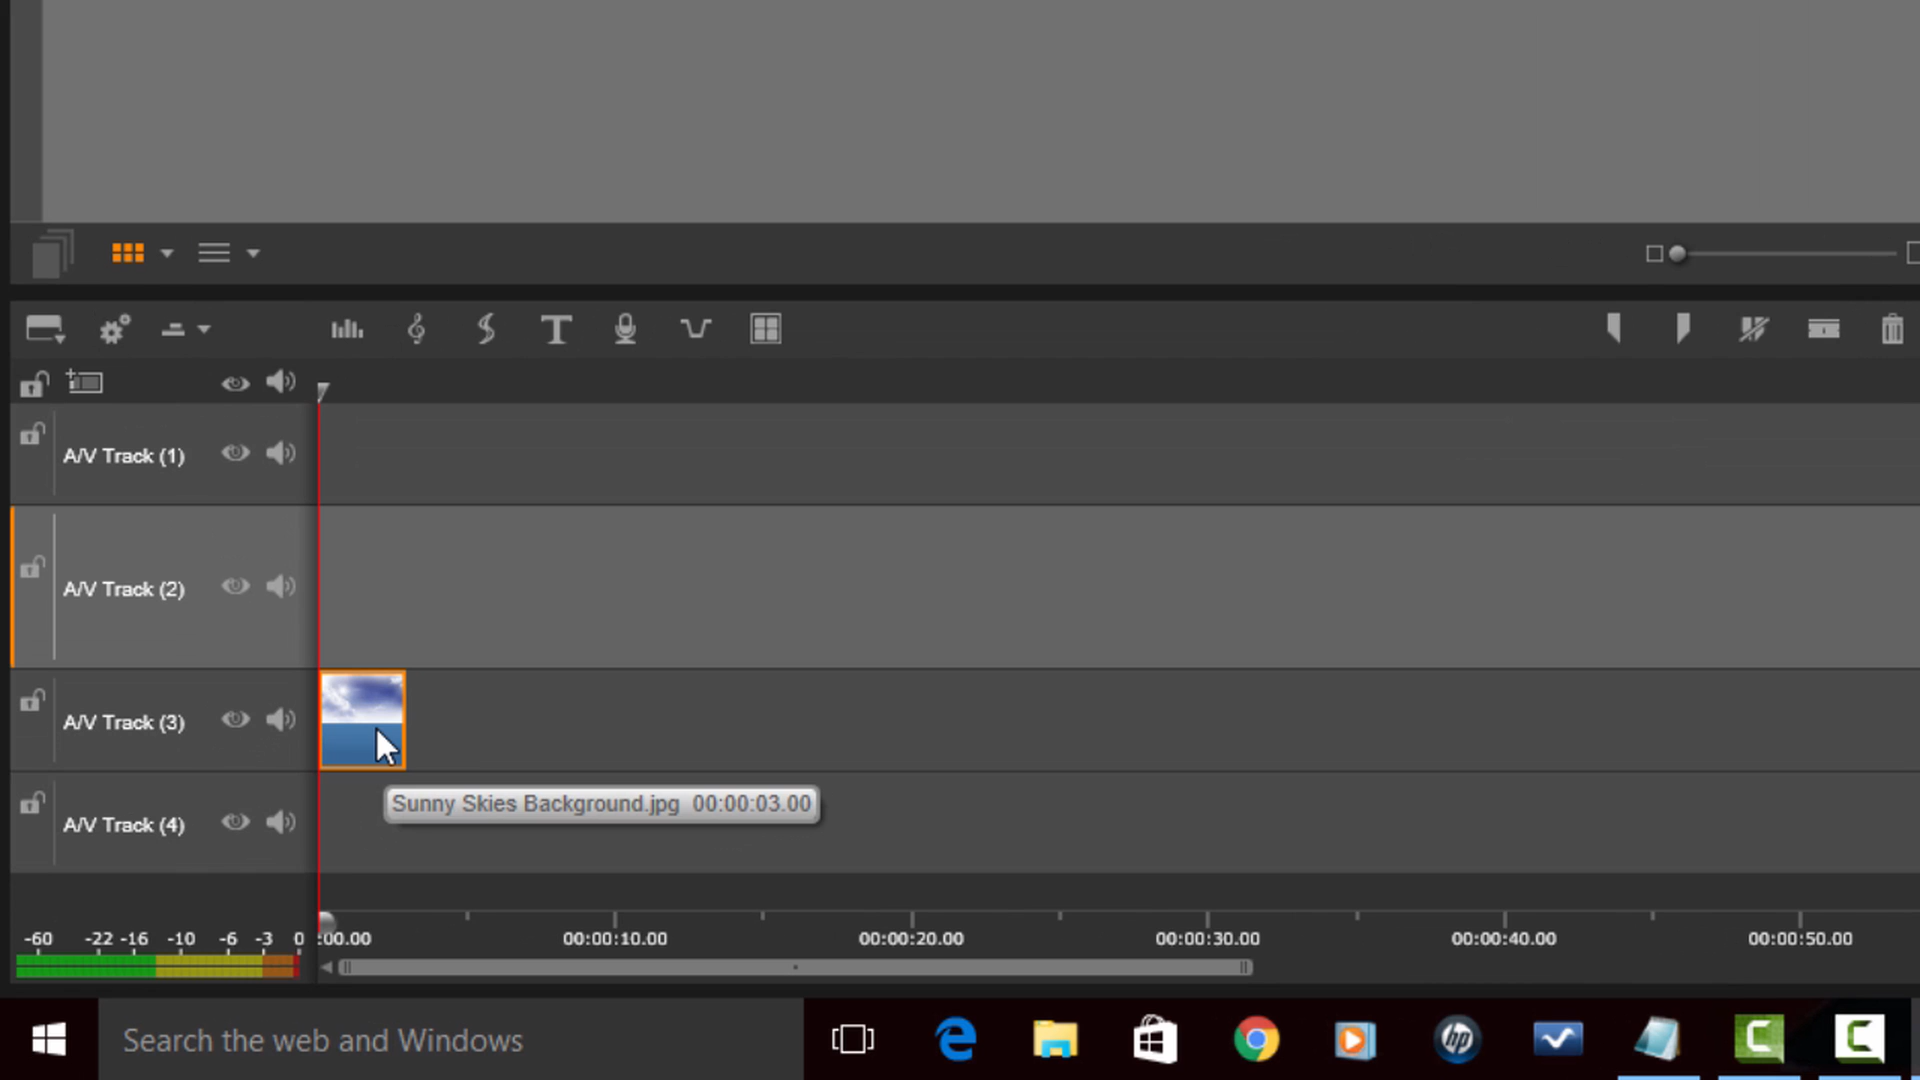 A/V Track (1)
A/V Track (2)
A/V Track (3)
A/V Track (4)
Sunny Skies Background.jpg 00:00:03.00
-60 -22 -16 -10 -6 -3 0
:00.00 00:00:10.00 00:00:20.00 00:00:30.00 00:00:40.00 00:00:50.00
Search the web and Windows
hp